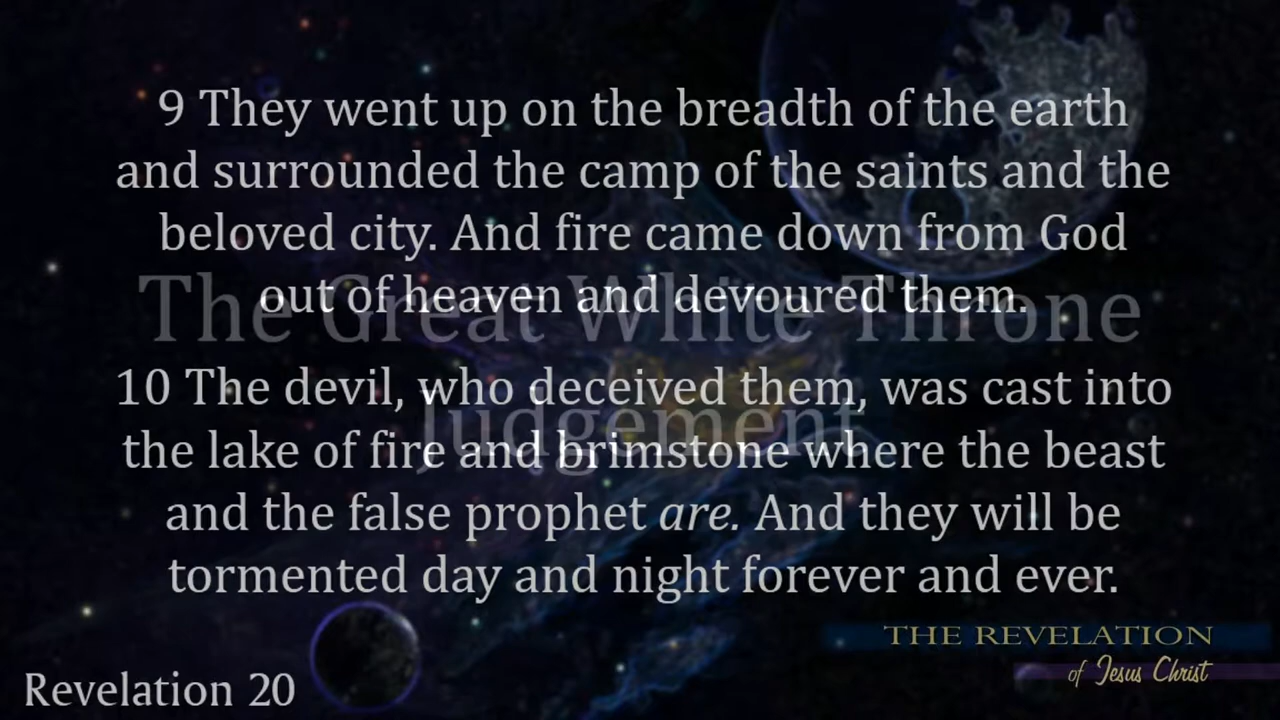 9 They went up on the breadth of the earth
and surrounded the camp of the saints and the
beloved city. And fire came down from God
out of heaven and devoured them.
The Great White Throne
10 The devil, who deceived them, was cast into
Judgement
the lake of fire and brimstone where the beast
and the false prophet are. And they will be
tormented day and night forever and ever.
THE REVELATION
of Jesus Christ
Revelation 20